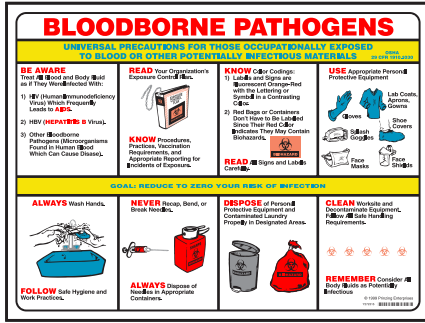 BLOODBORNE PATHOGENS
UNIVERSAL PRECAUTIONS FOR THOSE OCCUPATIONALLY EXPOSED
TO BLOOD OR OTHER POTENTIALLY INFECTIOUS MATERIALS
OSHA
29 CFR 1910.1030
BE AWARE
Treat All Blood and Body Fluid
as if They Were Infected With:
1) HIV (Human Immunodeficiency
Virus) Which Frequently
Leads to AIDS.
2) HBV (HEPATITIS B Virus).
3) Other Bloodborne
Pathogens (Microorganisms
Found in Human Blood
Which Can Cause Disease).
READ Your Organization's
Exposure Control Plan.
KNOW Procedures,
Practices, Vaccination
Requirements, and
Appropriate Reporting for
Incidents of Exposure.
KNOW Color Codings:
1) Labels and Signs are
Fluorescent Orange-Red
with the Lettering or
Symbol in a Contrasting
Color.
2) Red Bags or Containers
Don't Have to Be Labeled
Since Their Red Color
Indicates They May Contain
Biohazards.
BIOHAZARD
READ All Signs and Labels
Carefully.
USE Appropriate Personal
Protective Equipment
Lab Coats,
Aprons,
Gowns
Gloves
Shoe
Covers
Splash
Goggles
Face
Masks
Face
Shields
GOAL: REDUCE TO ZERO YOUR RISK OF INFECTION
ALWAYS Wash Hands.
FOLLOW Safe Hygiene and
Work Practices.
NEVER Recap, Bend, or
Break Needles.
ALWAYS Dispose of
Needles in Appropriate
Containers.
DISPOSE of Personal
Protective Equipment and
Contaminated Laundry
Properly in Designated Areas.
CLEAN Worksite and
Decontaminate Equipment.
Follow All Safe Handling
Requirements.
REMEMBER Consider All
Body Fluids as Potentially
Infectious